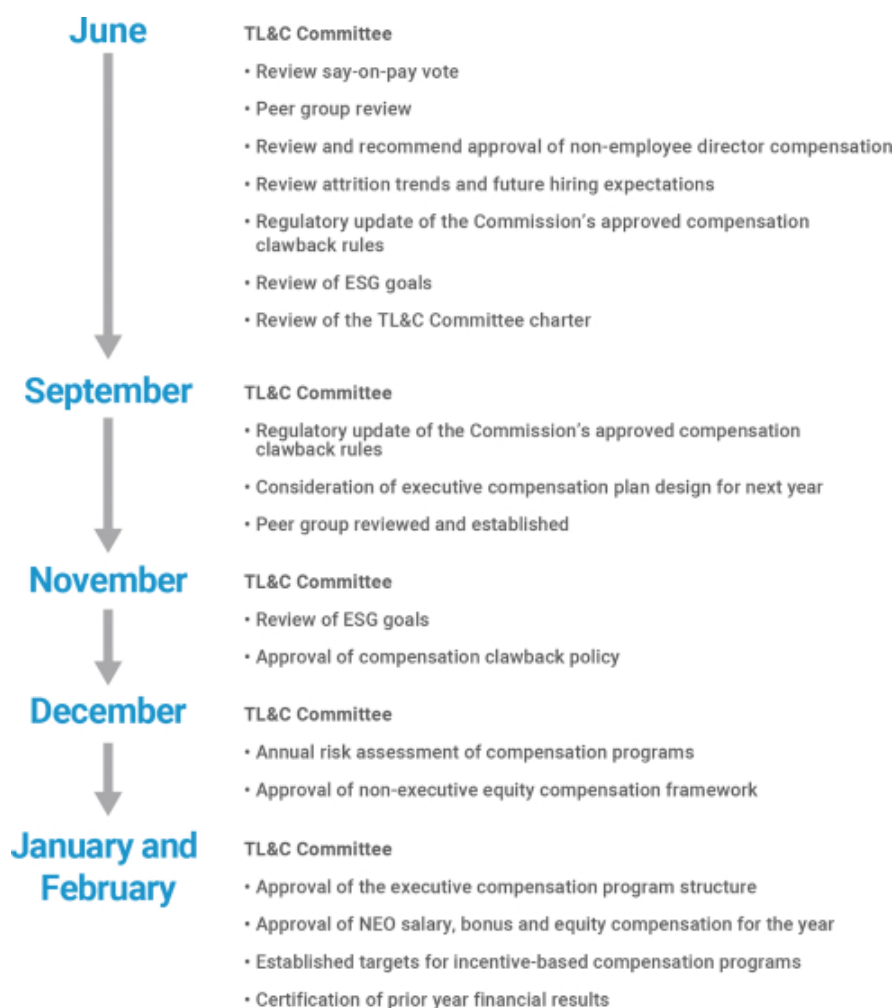 June
TL&C Committee
• Review say-on-pay vote
• Peer group review
• Review and recommend approval of non-employee director compensation
• Review attrition trends and future hiring expectations
• Regulatory update of the Commission's approved compensation
clawback rules
• Review of ESG goals
• Review of the TL&C Committee charter
September
TL&C Committee
• Regulatory update of the Commission's approved compensation
clawback rules
• Consideration of executive compensation plan design for next year
• Peer group reviewed and established
November
TL&C Committee
• Review of ESG goals
• Approval of compensation clawback policy
December
TL&C Committee
• Annual risk assessment of compensation programs
• Approval of non-executive equity compensation framework
January and
February
TL&C Committee
• Approval of the executive compensation program structure
• Approval of NEO salary, bonus and equity compensation for the year
• Established targets for incentive-based compensation programs
• Certification of prior year financial results